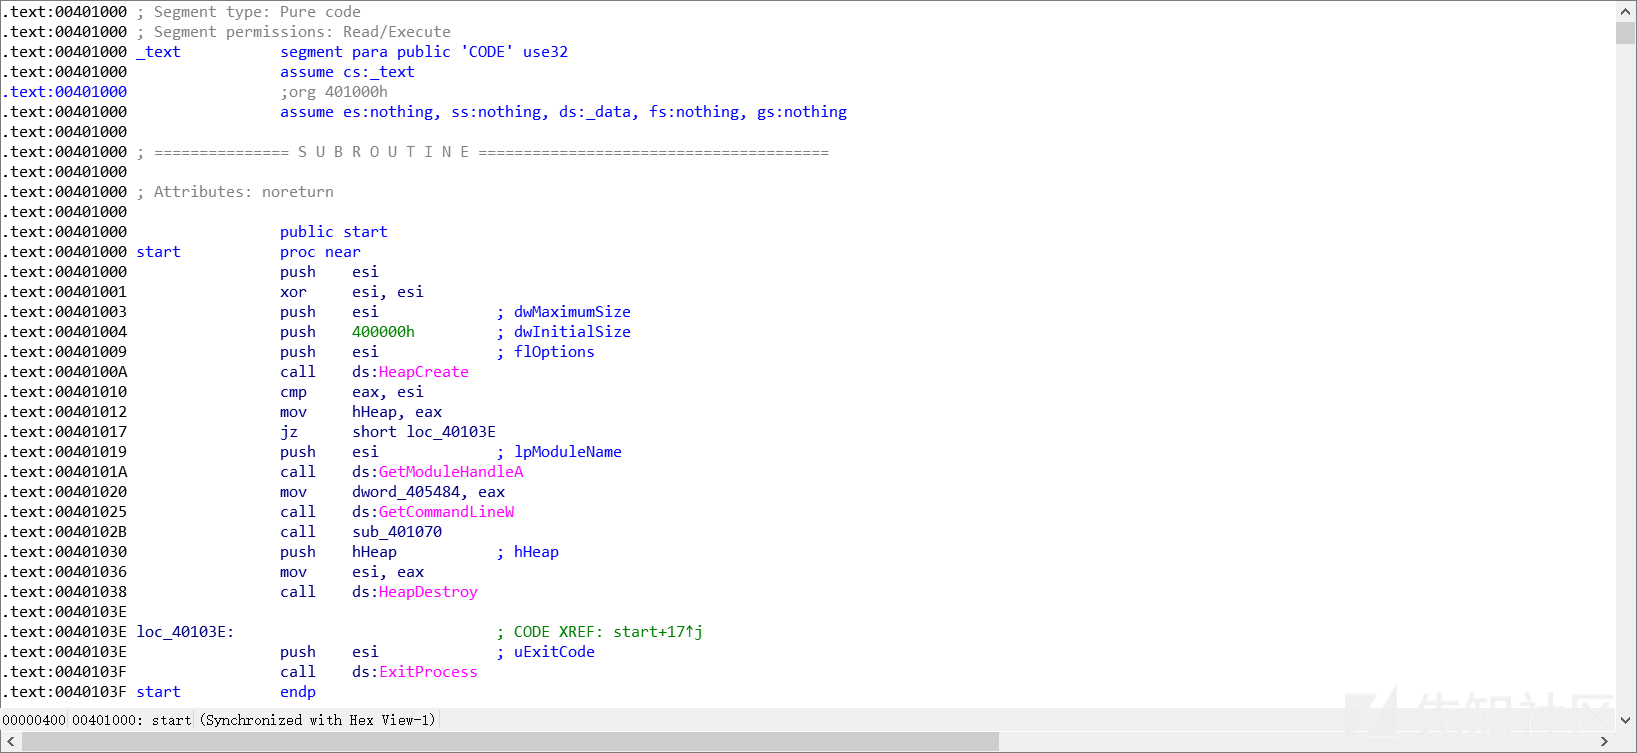 .text:00401000 ; Segment type: Pure code
.text:00401000 ; Segment permissions: Read/Execute
.text:00401000 _text segment para public 'CODE' use32
.text:00401000 assume cs:_text
.text:00401000 ;org 401000h
.text:00401000 assume es:nothing, ss:nothing, ds:_data, fs:nothing, gs:nothing
.text:00401000
.text:00401000 ; =============== S U B R O U T I N E =======================================
.text:00401000
.text:00401000 ; Attributes: noreturn
.text:00401000
.text:00401000 public start
.text:00401000 start proc near
.text:00401000 push esi
.text:00401001 xor esi, esi
.text:00401003 push esi ; dwMaximumSize
.text:00401004 push 400000h ; dwInitialSize
.text:00401009 push esi ; flOptions
.text:0040100A call ds:HeapCreate
.text:00401010 cmp eax, esi
.text:00401012 mov hHeap, eax
.text:00401017 jz short loc_40103E
.text:00401019 push esi ; lpModuleName
.text:0040101A call ds:GetModuleHandleA
.text:00401020 mov dword_405484, eax
.text:00401025 call ds:GetCommandLineW
.text:0040102B call sub_401070
.text:00401030 push hHeap ; hHeap
.text:00401036 mov esi, eax
.text:00401038 call ds:HeapDestroy
.text:0040103E
.text:0040103E loc_40103E: ; CODE XREF: start+17↑j
.text:0040103E push esi ; uExitCode
.text:0040103F call ds:ExitProcess
.text:0040103F start endp
00000400 00401000: start (Synchronized with Hex View-1)
先知社区